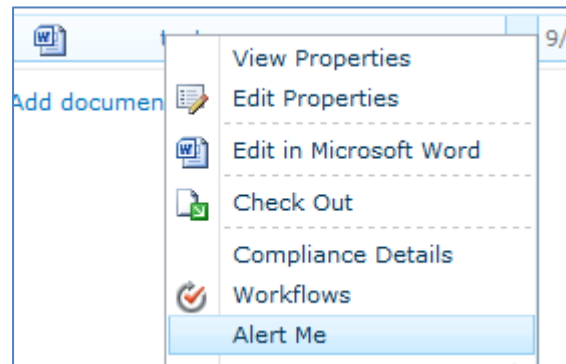 9/
View Properties
Add documen
Edit Properties
Edit in Microsoft Word
Check Out
Compliance Details
Workflows
Alert Me